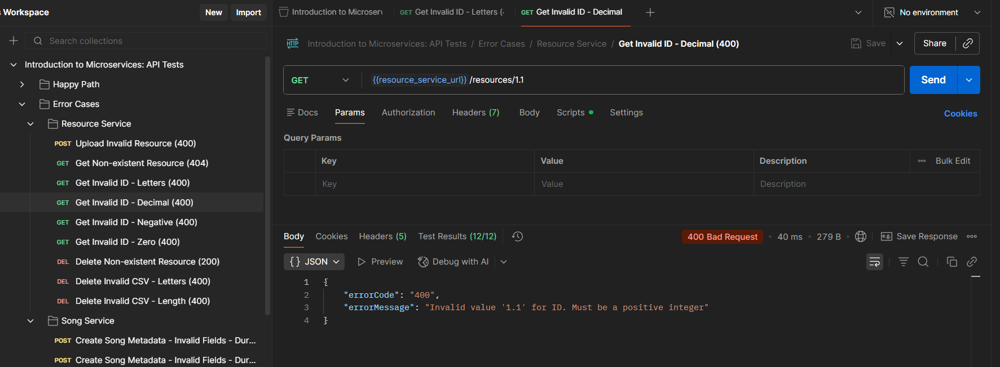 s Workspace
New
Import
Search collections
Introduction to Microservices: API Tests
Happy Path
Error Cases
Resource Service
POST Upload Invalid Resource (400)
GET Get Non-existent Resource (404)
GET Get Invalid ID - Letters (400)
GET Get Invalid ID - Decimal (400)
GET Get Invalid ID - Negative (400)
GET Get Invalid ID - Zero (400)
DEL Delete Non-existent Resource (200)
DEL Delete Invalid CSV - Letters (400)
DEL Delete Invalid CSV - Length (400)
Song Service
POST Create Song Metadata - Invalid Fields - Dur...
POST Create Song Metadata - Invalid Fields - Dur...
Introduction to Microserv
GET Get Invalid ID - Letters (
GET Get Invalid ID - Decimal
No environment
HTTP Introduction to Microservices: API Tests / Error Cases / Resource Service / Get Invalid ID - Decimal (400)
Save
Share
GET
{{resource_service_url}}/resources/1.1
Send
Docs Params Authorization Headers (7) Body Scripts Settings
Cookies
Query Params
Key Value Description Bulk Edit
Key Value Description
Body Cookies Headers (5) Test Results (12/12)
400 Bad Request • 40 ms • 279 B
e.g. Save Response
{} JSON Preview Debug with AI
1 {
2 "errorCode": "400",
3 "errorMessage": "Invalid value '1.1' for ID. Must be a positive integer"
4 }